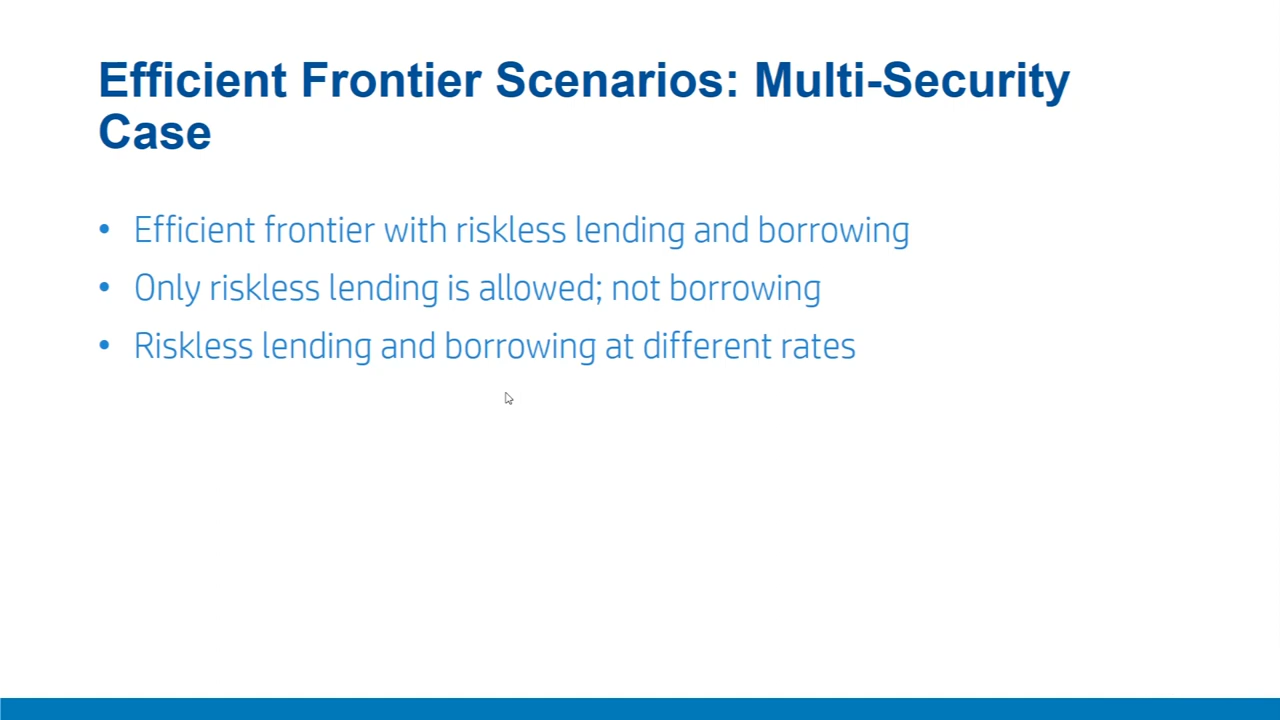 Efficient Frontier Scenarios: Multi-Security
Case
• Efficient frontier with riskless lending and borrowing
• Only riskless lending is allowed; not borrowing
• Riskless lending and borrowing at different rates